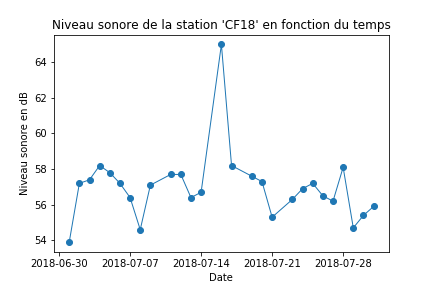 Niveau sonore de la station 'CF18' en fonction du temps
Niveau sonore en dB
64
62
60
58
56
54
2018-06-30 2018-07-07 2018-07-14 2018-07-21 2018-07-28
Date